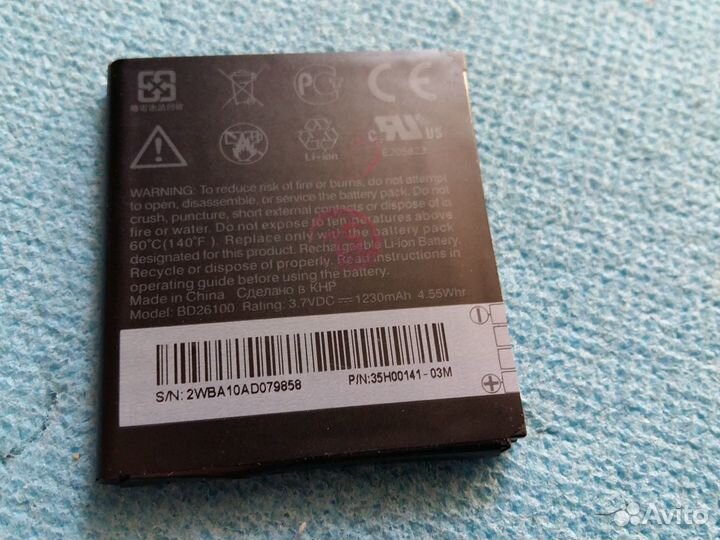 Li-ion
c RU US
E205623
WARNING: To reduce risk of fire or burns, do not attempt
to open, disassemble, or service the battery pack. Do not
crush, puncture, short external contacts or dispose of in
fire or water. Do not expose to temperatures above
60°C(140°F). Replace only with the battery pack
designated for this product. Rechargeable Li-ion Battery.
Recycle or dispose of properly. Read instructions in
operating guide before using the battery.
Made in China Сделано в КНР
Model: BD26100 Rating: 3.7VDC ⎓ 1230mAh 4.55Whr
S/N: 2WBA10AD079858 P/N:35H00141-03M
Avito